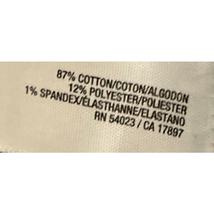 87% COTTON/COTON/ALGODON
12% POLYESTER/POLIESTER
1% SPANDEX/ELASTHANNE/ELASTANO
RN 54023 / CA 17897